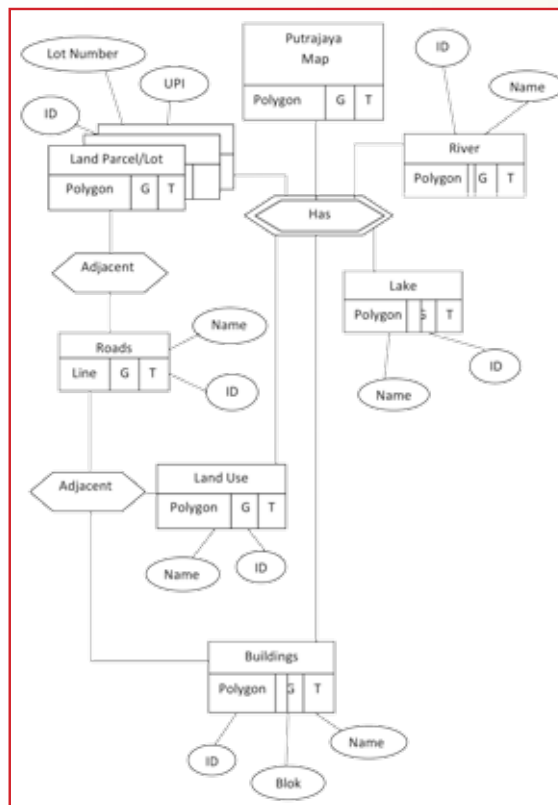 Lot Number
UPI
ID
Land Parcel/Lot
Polygon G T
Putrajaya
Map
Polygon G T
ID
Name
River
Polygon G T
Has
Adjacent
Lake
Polygon G T
Name
ID
Roads
Line G T
Name
ID
Adjacent
Land Use
Polygon G T
Name
ID
Buildings
Polygon G T
ID
Blok
Name